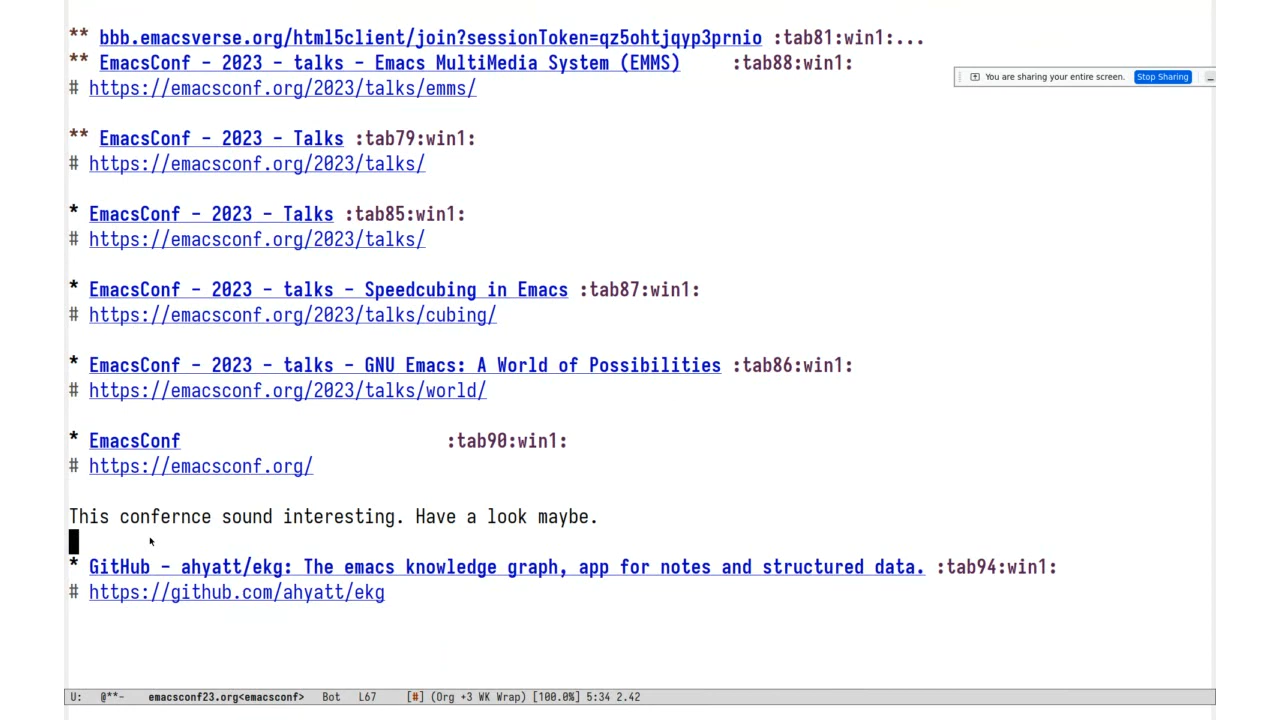 ** bbb.emacsverse.org/html5client/join?sessionToken=qz5ohtjqyp3prnio :tab81:win1:...
** EmacsConf - 2023 - talks - Emacs MultiMedia System (EMMS) :tab88:win1:
# https://emacsconf.org/2023/talks/emms/
You are sharing your entire screen. Stop Sharing
** EmacsConf - 2023 - Talks :tab79:win1:
# https://emacsconf.org/2023/talks/
* EmacsConf - 2023 - Talks :tab85:win1:
# https://emacsconf.org/2023/talks/
* EmacsConf - 2023 - talks - Speedcubing in Emacs :tab87:win1:
# https://emacsconf.org/2023/talks/cubing/
* EmacsConf - 2023 - talks - GNU Emacs: A World of Possibilities :tab86:win1:
# https://emacsconf.org/2023/talks/world/
* EmacsConf :tab90:win1:
# https://emacsconf.org/
This confernce sound interesting. Have a look maybe.
* GitHub - ahyatt/ekg: The emacs knowledge graph, app for notes and structured data. :tab94:win1:
# https://github.com/ahyatt/ekg
U: @**- emacsconf23.org<emacsconf> Bot L67 [#] (Org +3 WK Wrap) [100.0%] 5:34 2.42